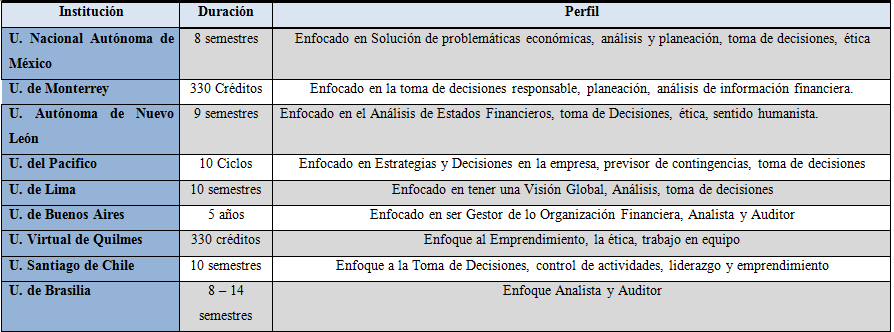 Institución Duración Perfil
U. Nacional Autónoma de 8 semestres Enfocado en Solución de problemáticas económicas, análisis y planeación, toma de decisiones, ética
México
U. de Monterrey 330 Créditos Enfocado en la toma de decisiones responsable, planeación, análisis de información financiera.
U. Autónoma de Nuevo 9 semestres Enfocado en el Análisis de Estados Financieros, toma de Decisiones, ética, sentido humanista.
León
U. del Pacifico 10 Ciclos Enfocado en Estrategias y Decisiones en la empresa, previsor de contingencias, toma de decisiones
U. de Lima 10 semestres Enfocado en tener una Visión Global, Análisis, toma de decisiones
U. de Buenos Aires 5 años Enfocado en ser Gestor de lo Organización Financiera, Analista y Auditor
U. Virtual de Quilmes 330 créditos Enfoque al Emprendimiento, la ética, trabajo en equipo
U. Santiago de Chile 10 semestres Enfoque a la Toma de Decisiones, control de actividades, liderazgo y emprendimiento
U. de Brasilia 8 – 14 Enfoque Analista y Auditor
semestres